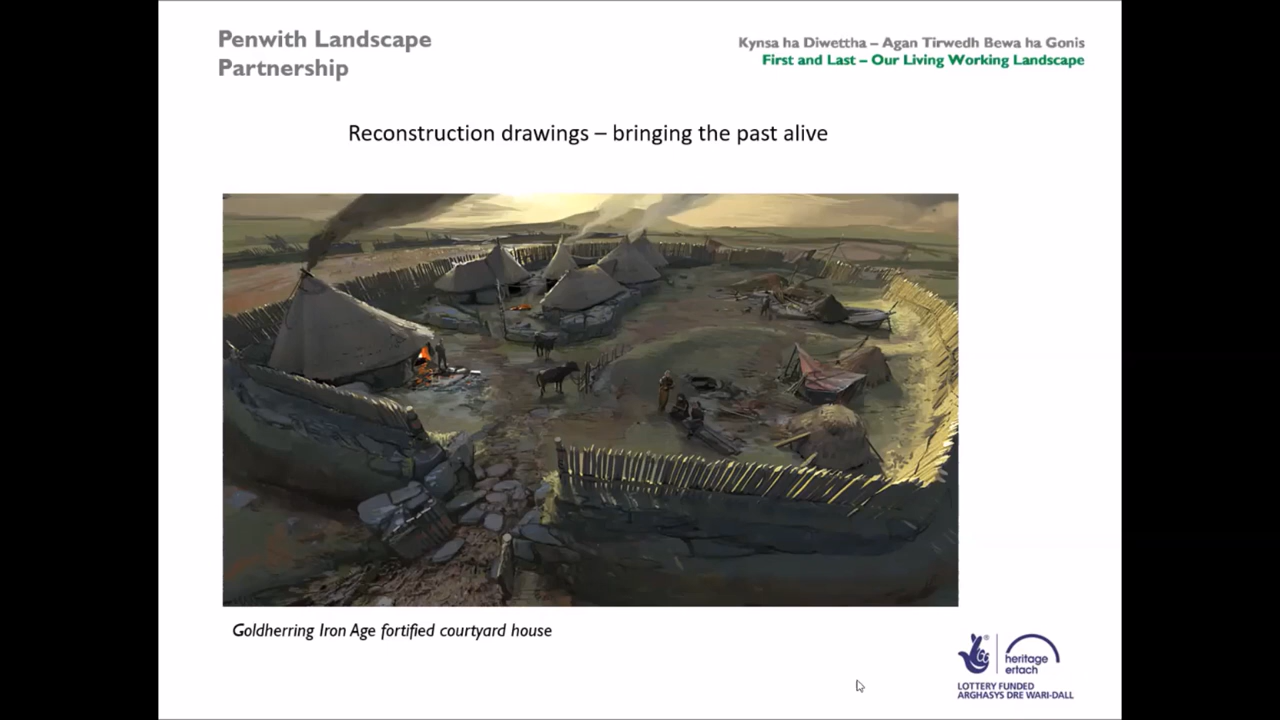 Penwith Landscape
Partnership
Kynsa ha Diwettha – Agan Tirwedh Bewa ha Gonis
First and Last – Our Living Working Landscape
Reconstruction drawings – bringing the past alive
Goldherring Iron Age fortified courtyard house
heritage
ertach
LOTTERY FUNDED
ARGHASYS DRE WARI-DALL